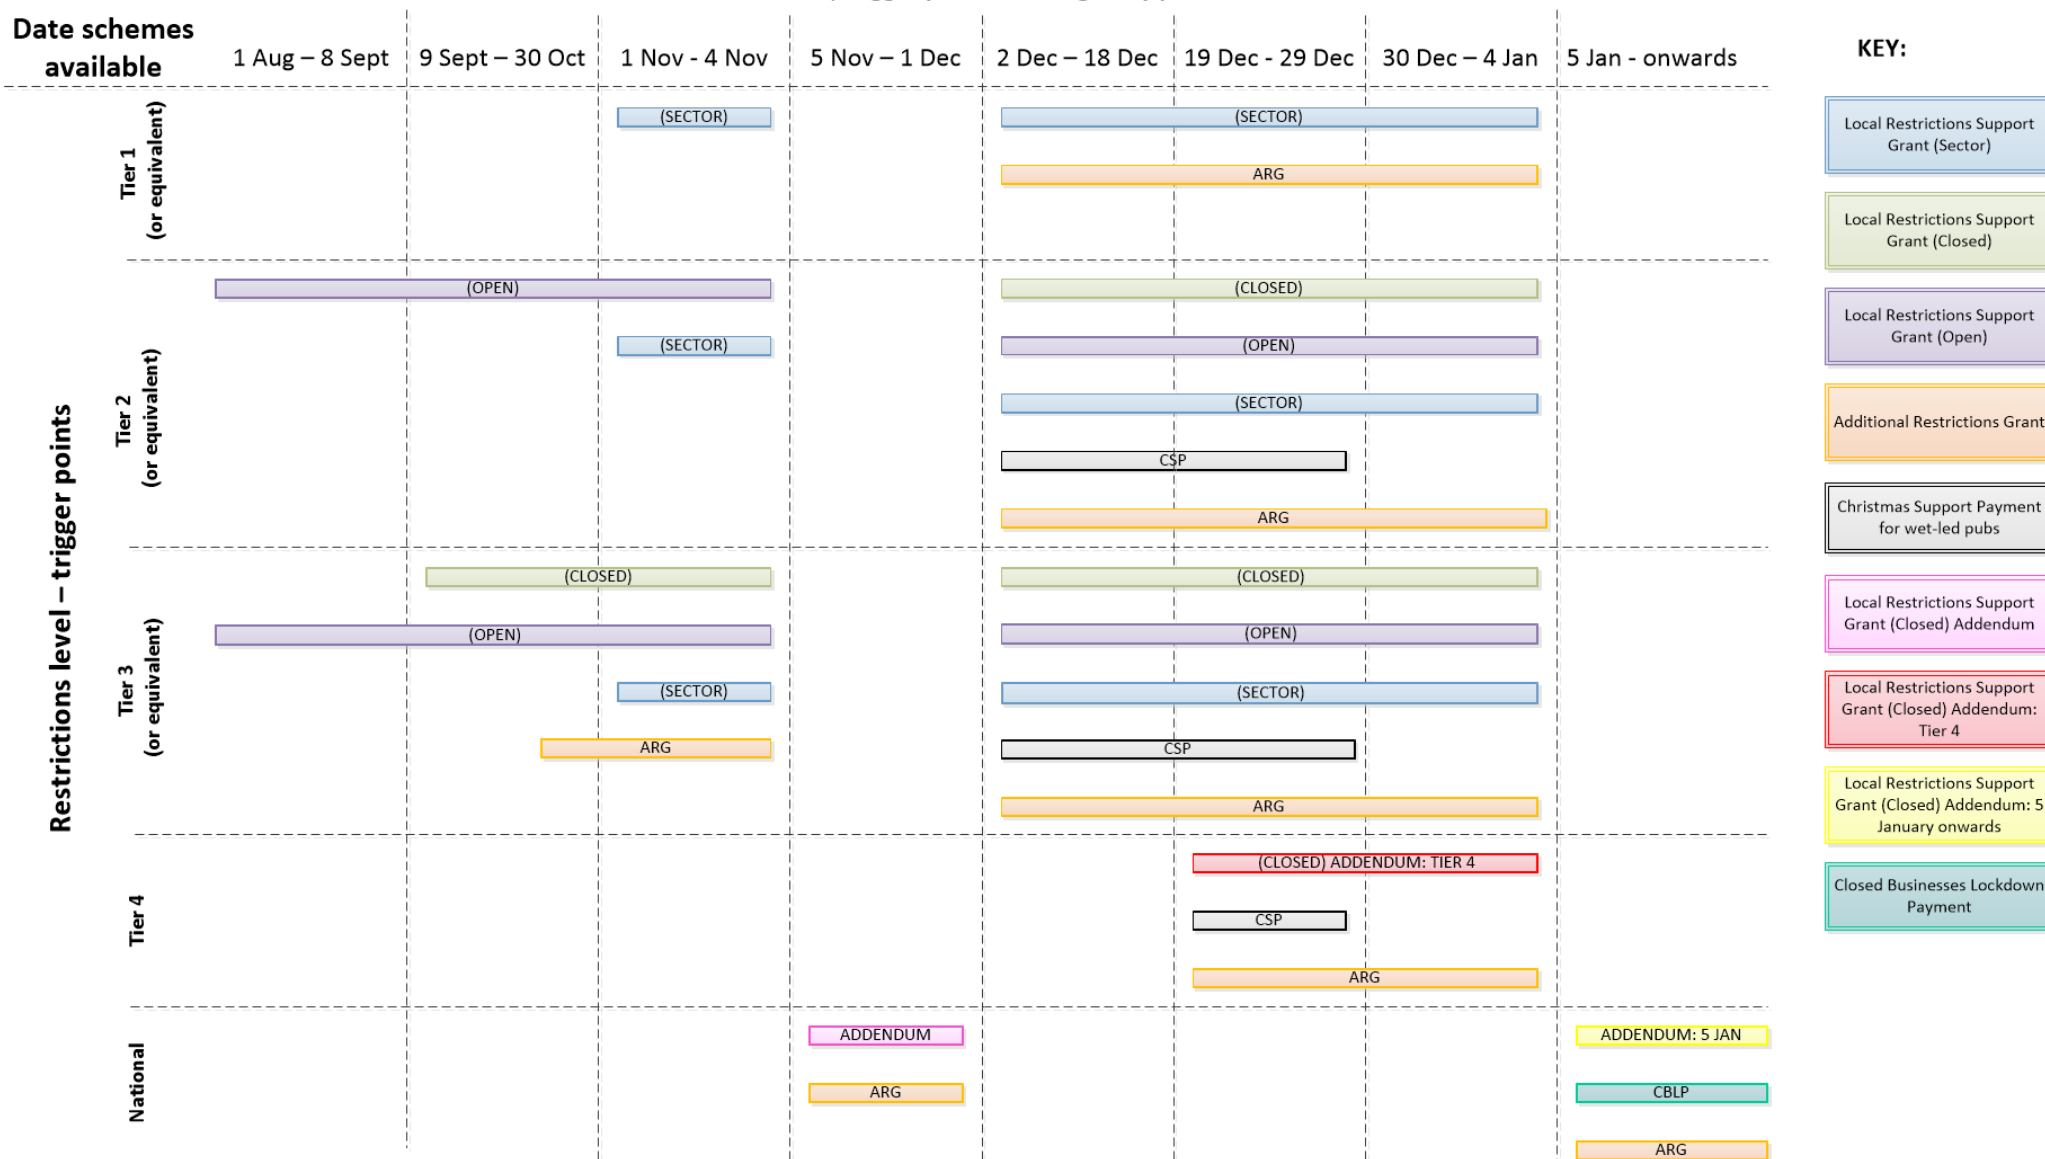 Date schemes
available
1 Aug – 8 Sept
9 Sept – 30 Oct
1 Nov - 4 Nov
5 Nov – 1 Dec
2 Dec – 18 Dec
19 Dec - 29 Dec
30 Dec – 4 Jan
5 Jan - onwards
Restrictions level – trigger points
Tier 1
(or equivalent)
(SECTOR)
(SECTOR)
ARG
Tier 2
(or equivalent)
(OPEN)
(CLOSED)
(SECTOR)
(OPEN)
(SECTOR)
CSP
ARG
Tier 3
(or equivalent)
(CLOSED)
(CLOSED)
(OPEN)
(OPEN)
(SECTOR)
(SECTOR)
ARG
CSP
ARG
Tier 4
(CLOSED) ADDENDUM: TIER 4
CSP
ARG
National
ADDENDUM
ADDENDUM: 5 JAN
ARG
CBLP
ARG
KEY:
Local Restrictions Support
Grant (Sector)
Local Restrictions Support
Grant (Closed)
Local Restrictions Support
Grant (Open)
Additional Restrictions Grant
Christmas Support Payment
for wet-led pubs
Local Restrictions Support
Grant (Closed) Addendum
Local Restrictions Support
Grant (Closed) Addendum:
Tier 4
Local Restrictions Support
Grant (Closed) Addendum: 5
January onwards
Closed Businesses Lockdown
Payment